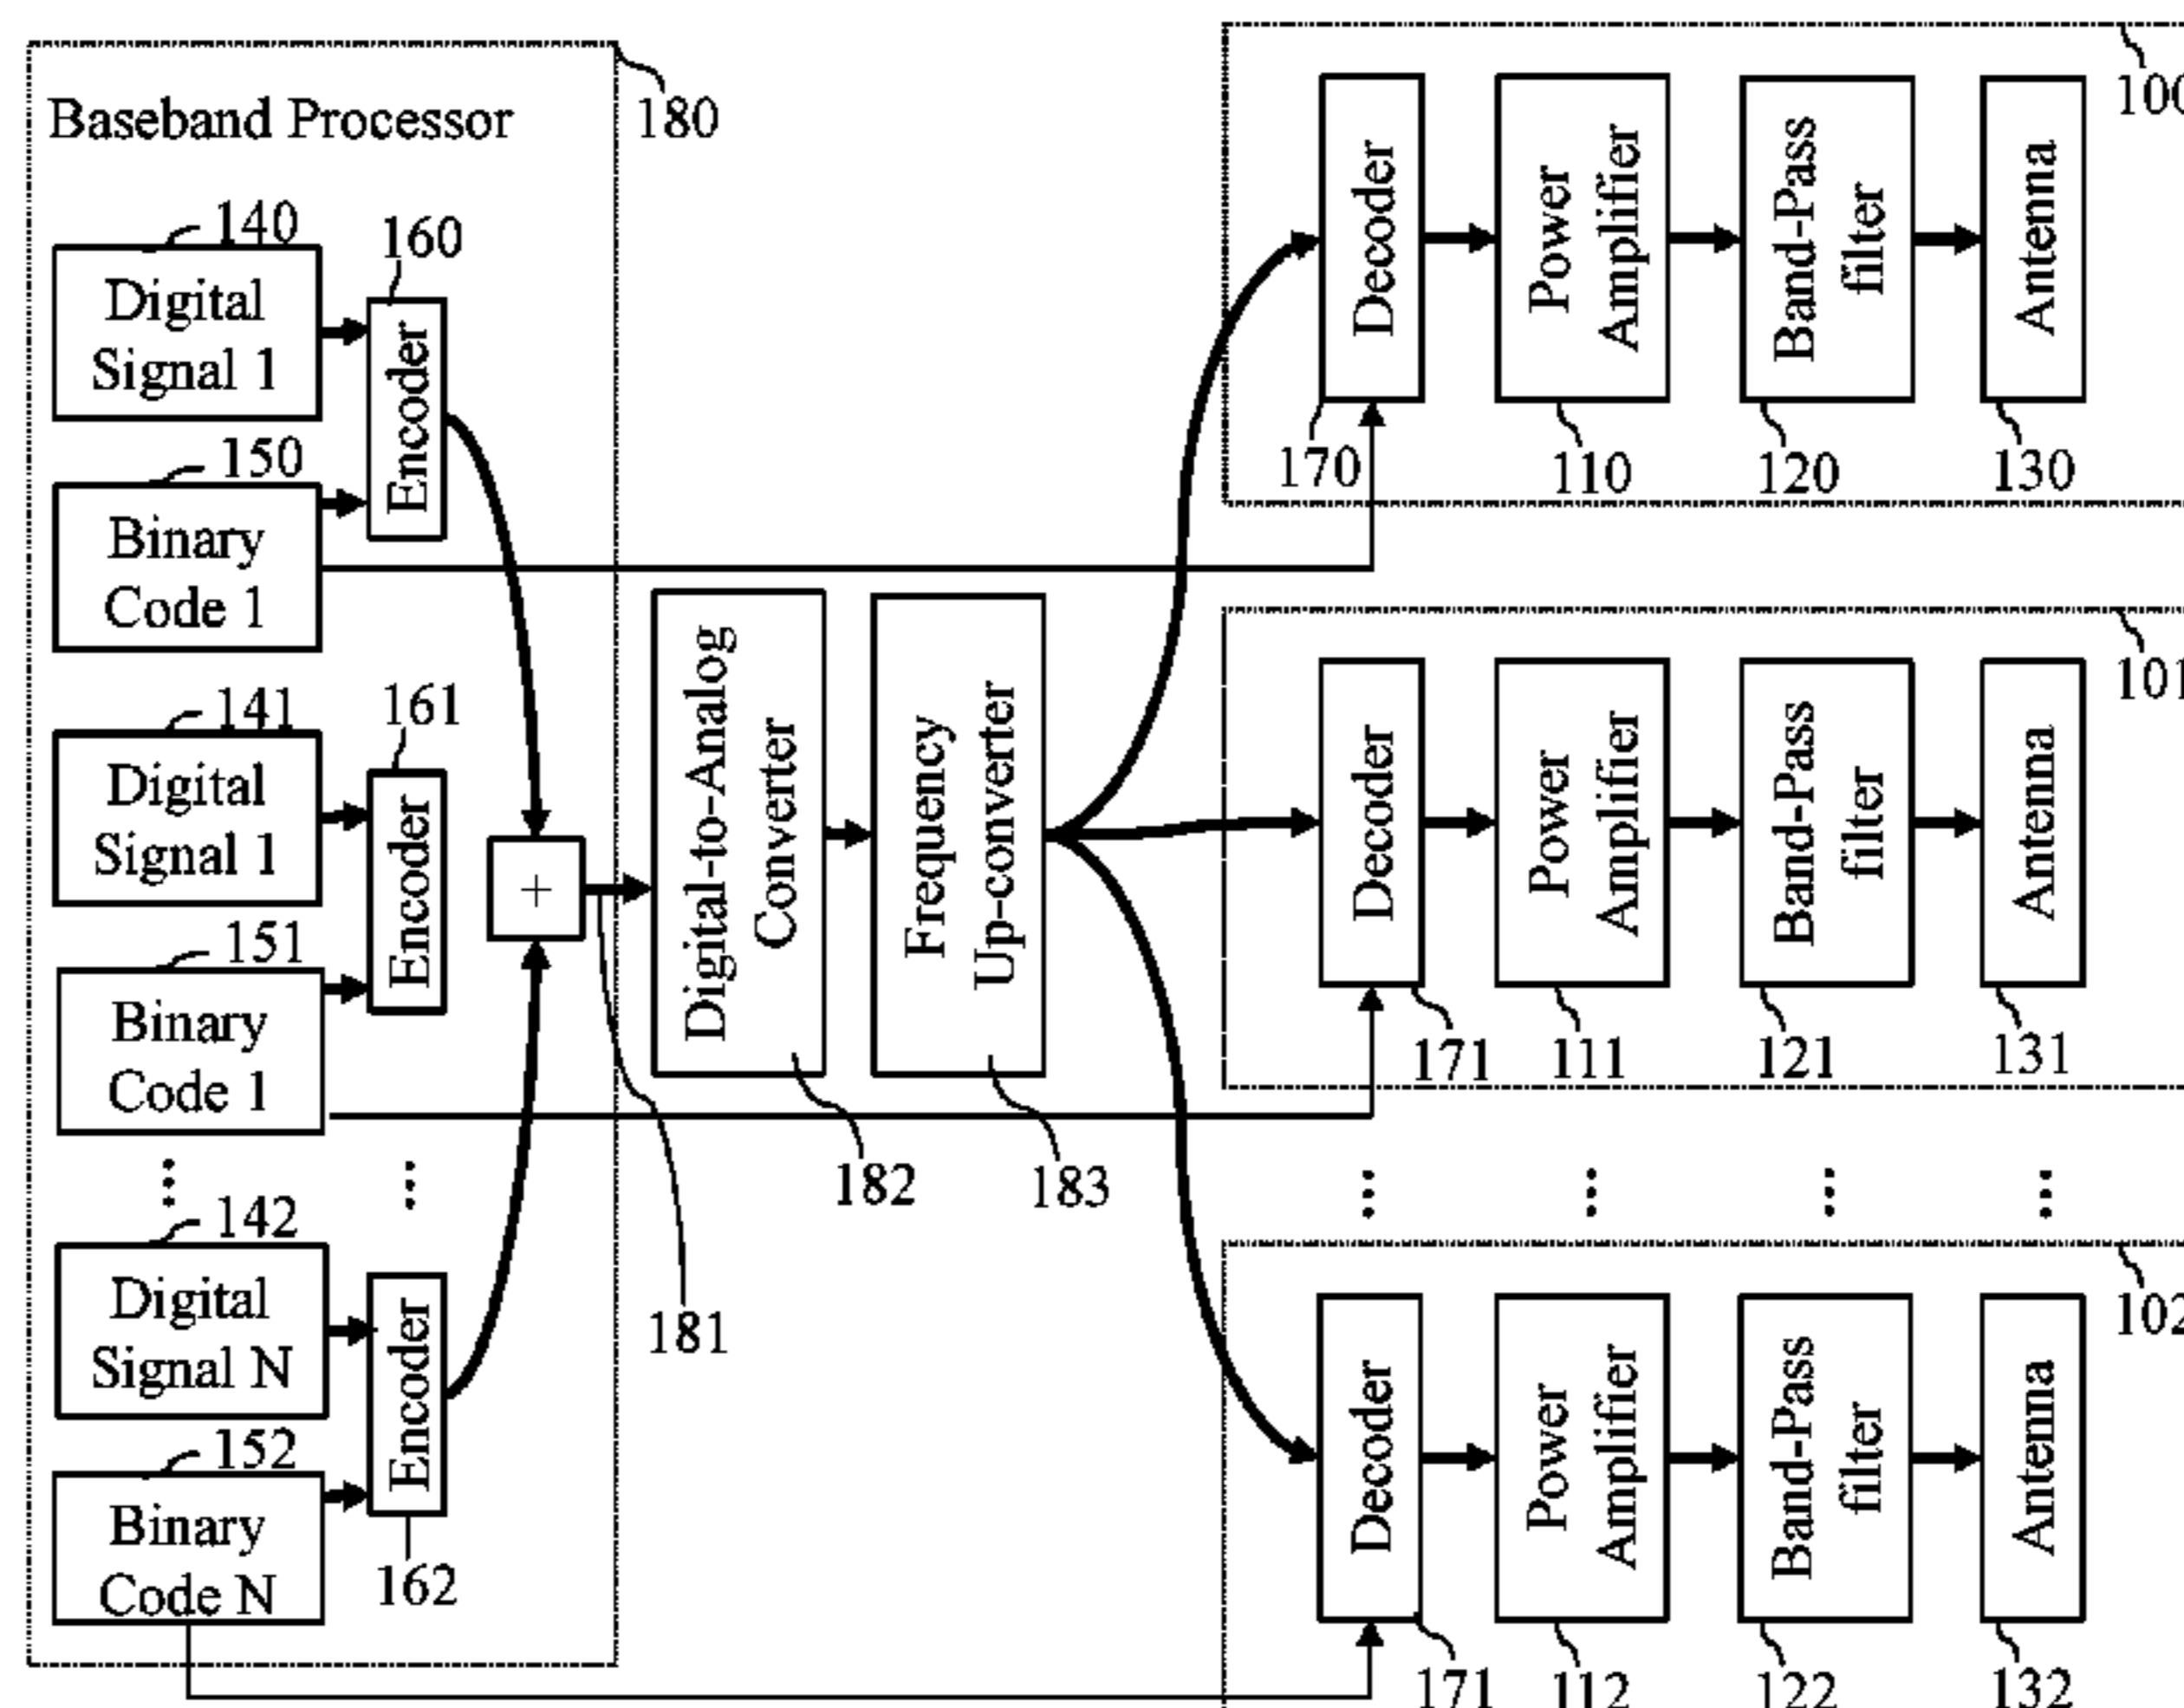 Baseband Processor
180
140
Digital
Signal 1
160
Encoder
150
Binary
Code 1
141
Digital
Signal 1
161
Encoder
151
Binary
Code 1
142
Digital
Signal N
Encoder
162
152
Binary
Code N
+
181
Digital-to-Analog
Converter
182
Frequency
Up-converter
183
100
Decoder
170
Power
Amplifier
110
Band-Pass
filter
120
Antenna
130
101
Decoder
171
Power
Amplifier
111
Band-Pass
filter
121
Antenna
131
102
Decoder
171
Power
Amplifier
112
Band-Pass
filter
122
Antenna
132